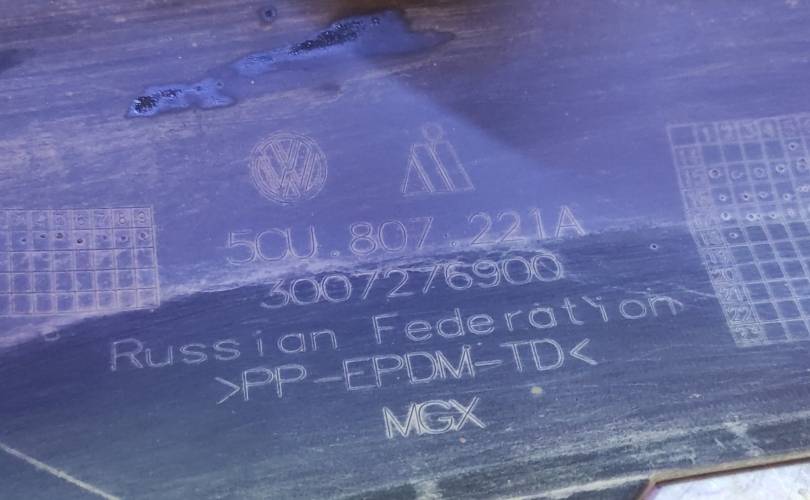 5CU.807.221A
3007276900
Russian Federation
>PP-EPDM-TD<
MGX